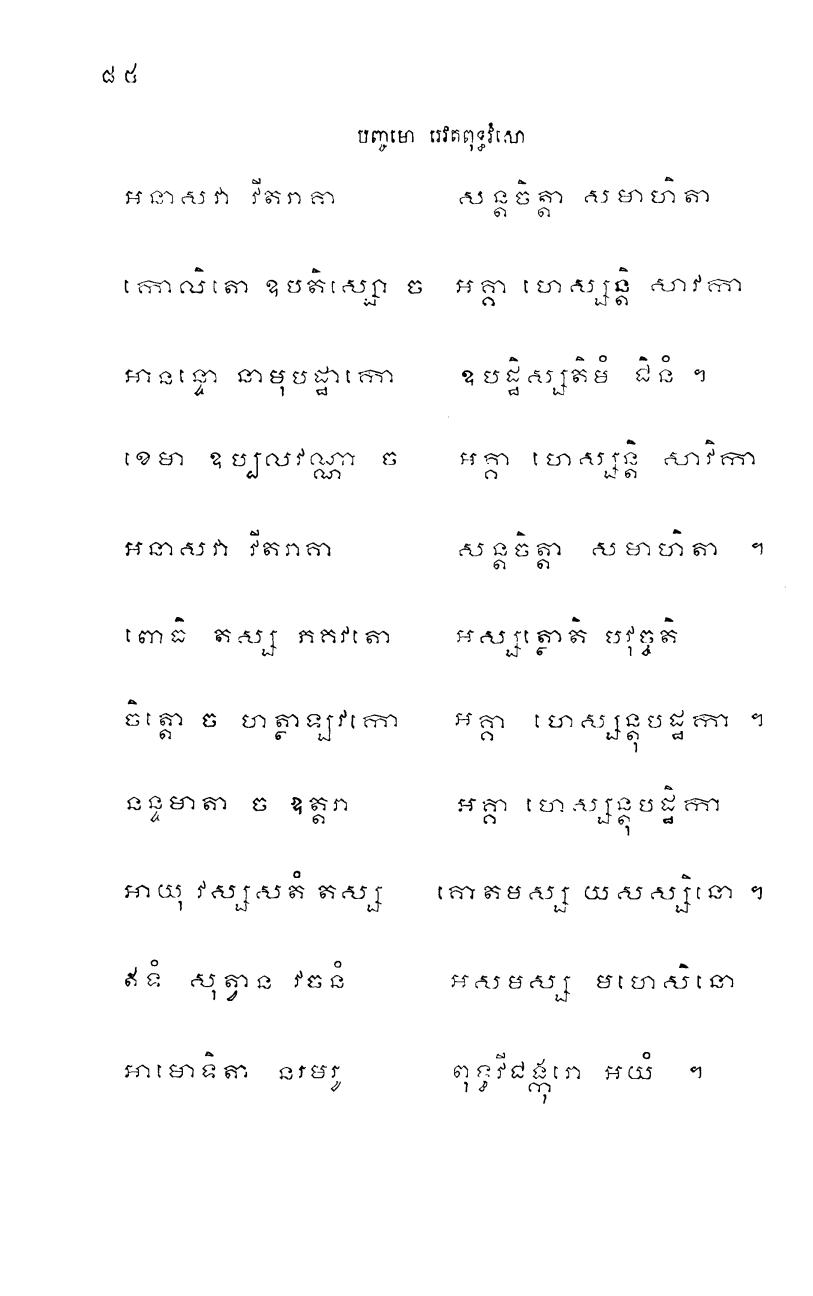 ៨៥
បញ្ចមោ រេវតពុទ្ធវំសោ
អនាសវា វីតរាគា សន្តចិត្តា សមាហិតា
កោលិតោ ឧបតិស្សោ ច អគ្គា ហេស្សន្តិ សាវកា
អានន្ទោ នាមុបដ្ឋាកោ ឧបដ្ឋិស្សតិមំ ជិនំ ។
ខេមា ឧប្បលវណ្ណា ច អគ្គា ហេស្សន្តិ សាវិកា
អនាសវា វីតរាគា សន្តចិត្តា សមាហិតា ។
ពោធិ តស្ស ភគវតោ អស្សត្ថោតិ បវុច្ចតិ
ចិត្តោ ច ហត្ថាឡ្បវកោ អគ្គា ហេស្សន្តុបដ្ឋកា ។
នន្ទមាតា ច ឧត្តរា អគ្គា ហេស្សន្តុបដ្ឋិកា
អាយុ វស្សសតំ តស្ស គោតមស្ស យសស្សិនោ ។
ឥទំ សុត្វាន វចនំ អសមស្ស មហេសិនោ
អាមោទិតា នរមរូ ពុទ្ធវីជង្កុរោ អយំ ។